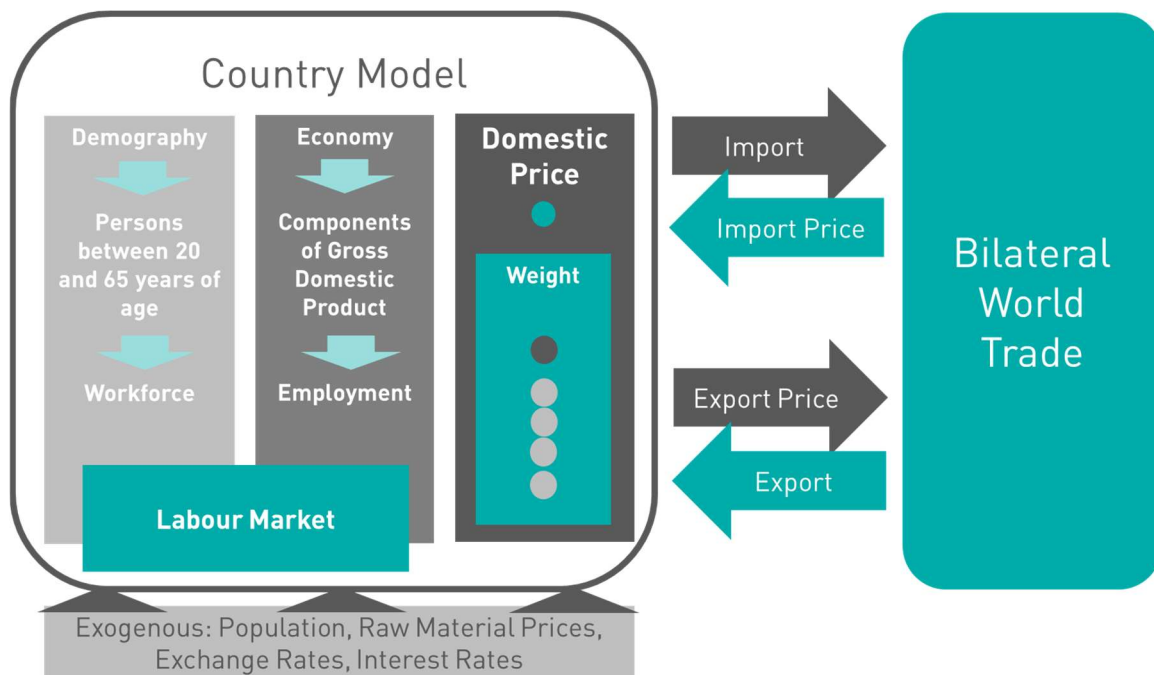 Country Model
Demography
Persons
between 20
and 65 years of
age
Workforce
Economy
Components
of Gross
Domestic
Product
Employment
Labour Market
Domestic
Price
Weight
Import
Import Price
Export Price
Export
Bilateral
World
Trade
Exogenous: Population, Raw Material Prices,
Exchange Rates, Interest Rates